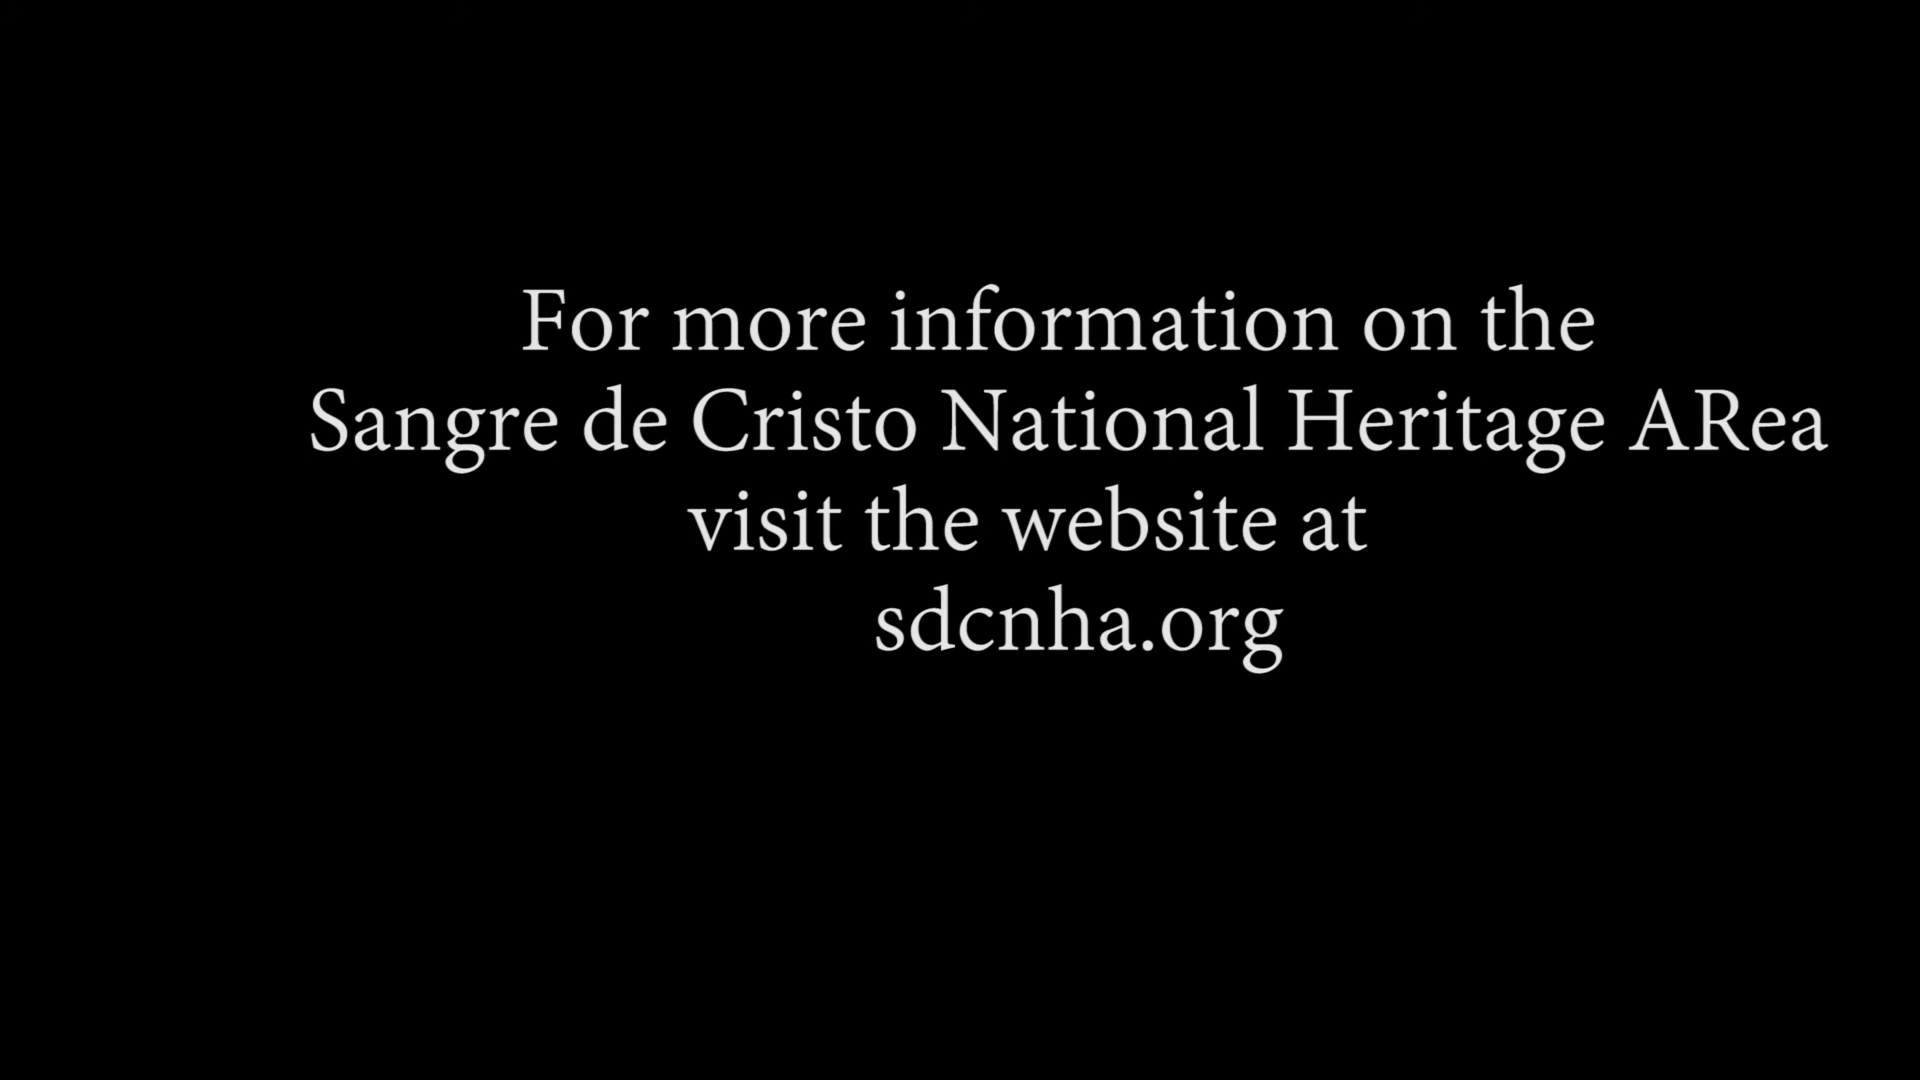 For more information on the
Sangre de Cristo National Heritage ARea
visit the website at
sdcnha.org